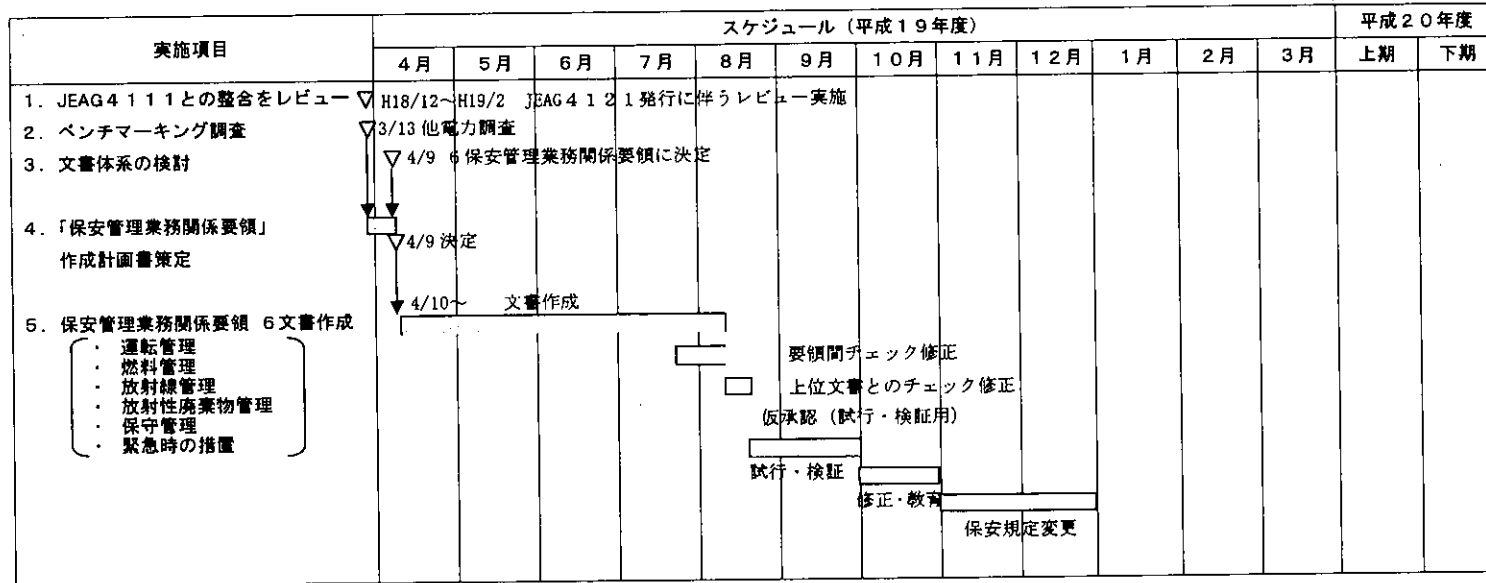 実施項目
スケジュール（平成１９年度）
平成２０年度
４月 ５月 ６月 ７月 ８月 ９月 １０月 １１月 １２月 １月 ２月 ３月 上期 下期
１．JEAG４１１１との整合をレビュー ▽ H18/12～H19/2 JEAG４１２１発行に伴うレビュー実施
２．ベンチマーキング調査 ▽3/13 他電力調査
３．文書体系の検討 ▽ 4/9 ６保安管理業務関係要領に決定
４．「保安管理業務関係要領」
▽4/9 決定
作成計画書策定
4/10～ 文書作成
５．保安管理業務関係要領 ６文書作成
・ 運転管理
・ 燃料管理
・ 放射線管理
・ 放射性廃棄物管理
・ 保守管理
・ 緊急時の措置
要領間チェック修正
上位文書とのチェック修正
仮承認（試行・検証用）
試行・検証
修正・教育
保安規定変更